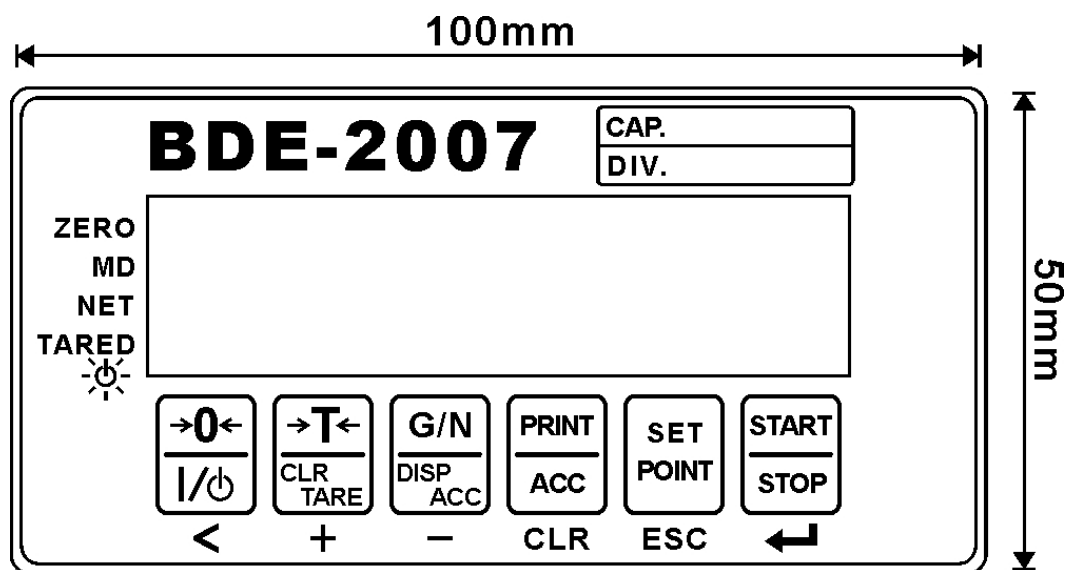 100mm
BDE-2007
CAP.
DIV.
ZERO
MD
NET
TARED
50mm
→0←
I/⏻
→T←
CLR
TARE
G/N
DISP
ACC
PRINT
ACC
SET
POINT
START
STOP
< + − CLR ESC ↵